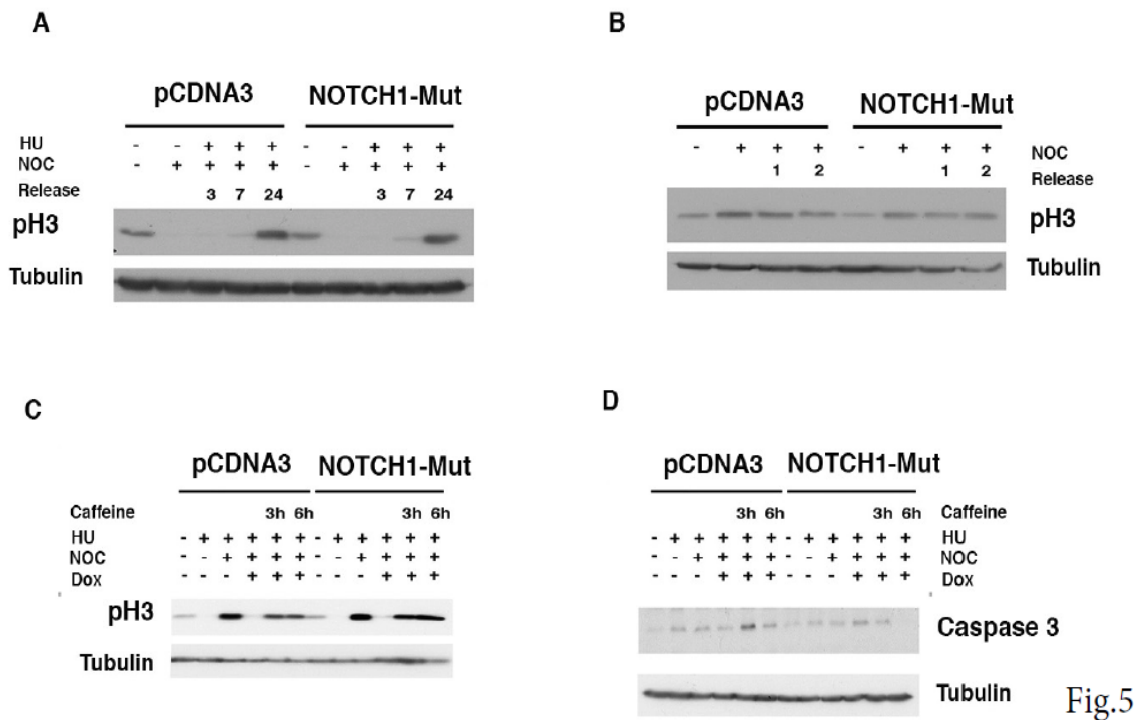 A
pCDNA3 NOTCH1-Mut
HU - - + + + - - + + +
NOC - + + + + - + + + +
Release 3 7 24 3 7 24
pH3
Tubulin
B
pCDNA3 NOTCH1-Mut
- + + + - + + + NOC
1 2 1 2 Release
pH3
Tubulin
C
pCDNA3 NOTCH1-Mut
Caffeine 3h 6h 3h 6h
HU - + + + + + - + + + + +
NOC - - + + + + - - + + + +
Dox - - - + + + - - - + + +
pH3
Tubulin
D
pCDNA3 NOTCH1-Mut
3h 6h 3h 6h Caffeine
- + + + + + - + + + + + HU
- - + + + + - - + + + + NOC
- - - + + + - - - + + + Dox
Caspase 3
Tubulin
Fig.5